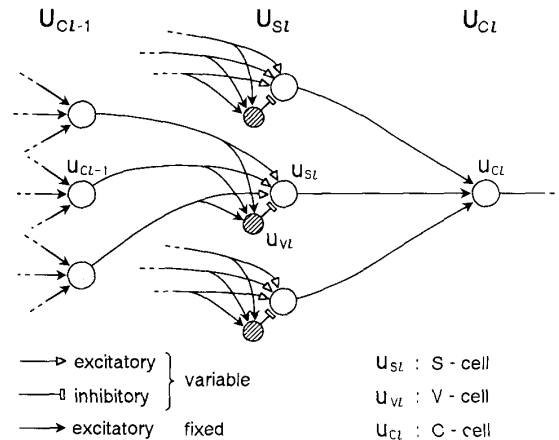 U_Cl-1 U_Sl U_Cl
u_Cl-1
u_Sl
u_Cl
u_Vl
excitatory
inhibitory
variable
excitatory fixed
u_Sl : S - cell
u_Vl : V - cell
u_Cl : C - cell